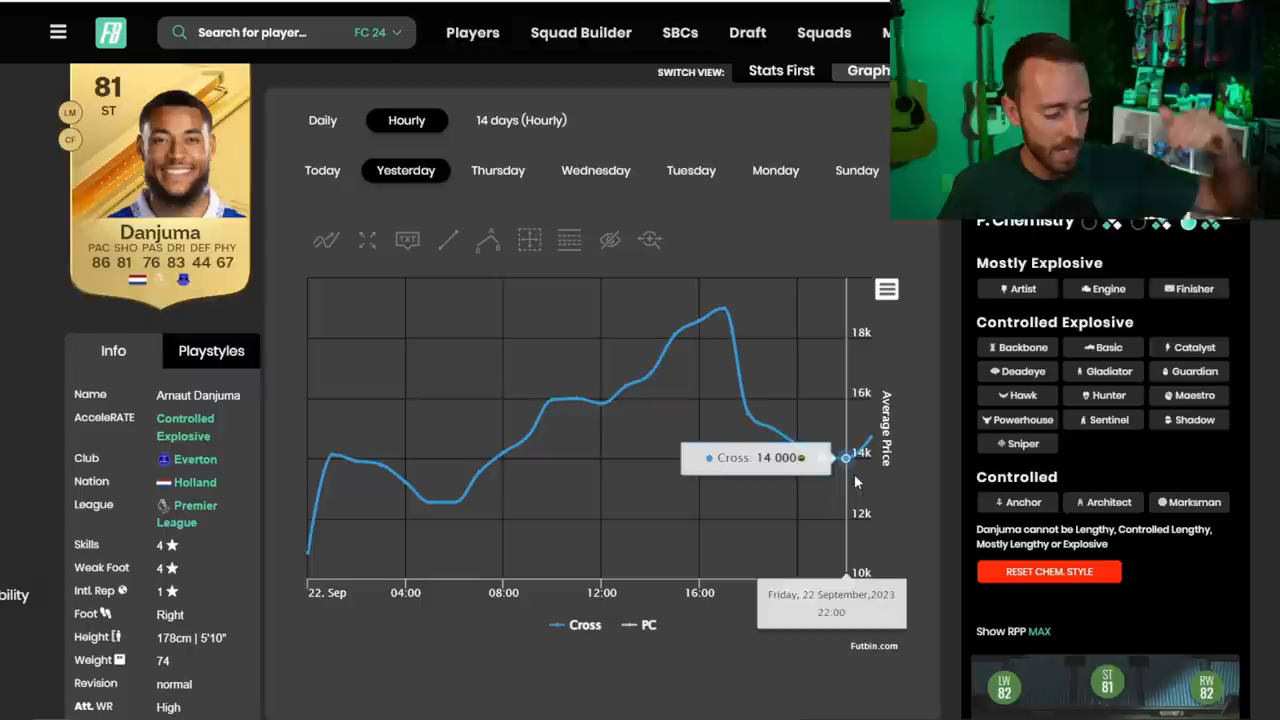 FB
Search for player...
FC 24
Players
Squad Builder
SBCs
Draft
Squads
SWITCH VIEW:
Stats First
Graph
81
ST
LM
CF
Danjuma
PAC SHO PAS DRI DEF PHY
86 81 76 83 44 67
Daily
Hourly
14 days (Hourly)
Today
Yesterday
Thursday
Wednesday
Tuesday
Monday
Sunday
TXT
18k
16k
14k
12k
10k
Average Price
Cross: 14 000
22. Sep
04:00
08:00
12:00
16:00
Friday, 22 September,2023
22:00
Cross
PC
Futbin.com
Info
Playstyles
Name
Arnaut Danjuma
AcceleRATE
Controlled
Explosive
Club
Everton
Nation
Holland
League
Premier
League
Skills
4
Weak Foot
4
Intl. Rep
1
Foot
Right
Height
178cm | 5'10"
Weight
74
Revision
normal
Att. WR
High
bility
P. Chemistry
Mostly Explosive
Artist
Engine
Finisher
Controlled Explosive
Backbone
Basic
Catalyst
Deadeye
Gladiator
Guardian
Hawk
Hunter
Maestro
Powerhouse
Sentinel
Shadow
Sniper
Controlled
Anchor
Architect
Marksman
Danjuma cannot be Lengthy, Controlled Lengthy,
Mostly Lengthy or Explosive
RESET CHEM. STYLE
Show RPP MAX
LW
82
ST
81
RW
82